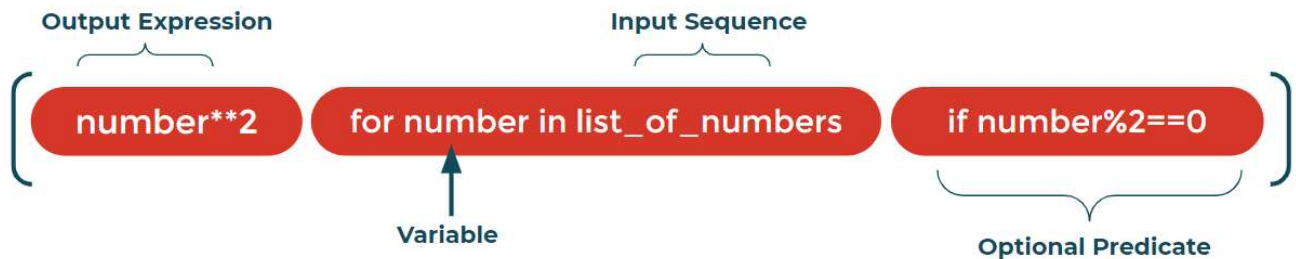 Output Expression
Input Sequence
[ number**2 for number in list_of_numbers if number%2==0 ]
Variable
Optional Predicate